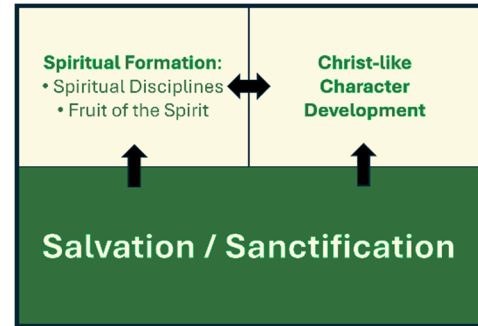 Spiritual Formation:
• Spiritual Disciplines
• Fruit of the Spirit
Christ-like
Character
Development
Salvation / Sanctification